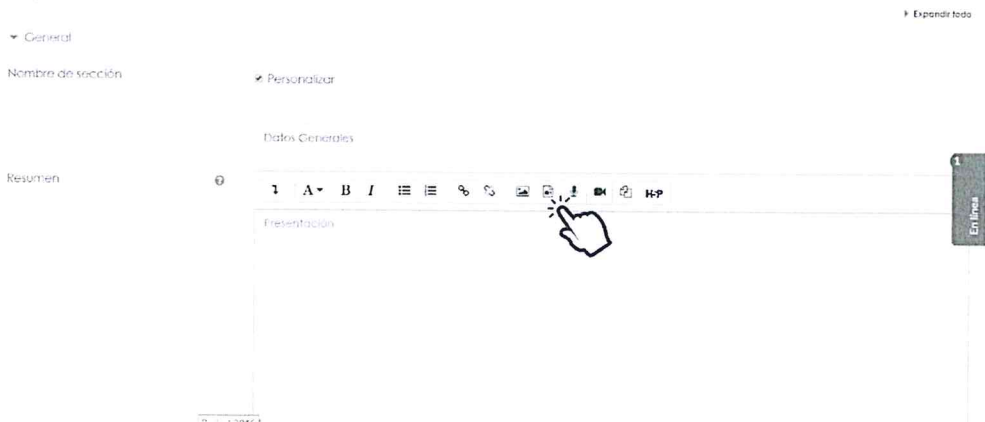 Expandir todo
General
Nombre de sección
Personalizar
Datos Generales
Resumen
A B I H-P
Presentación
1
En línea